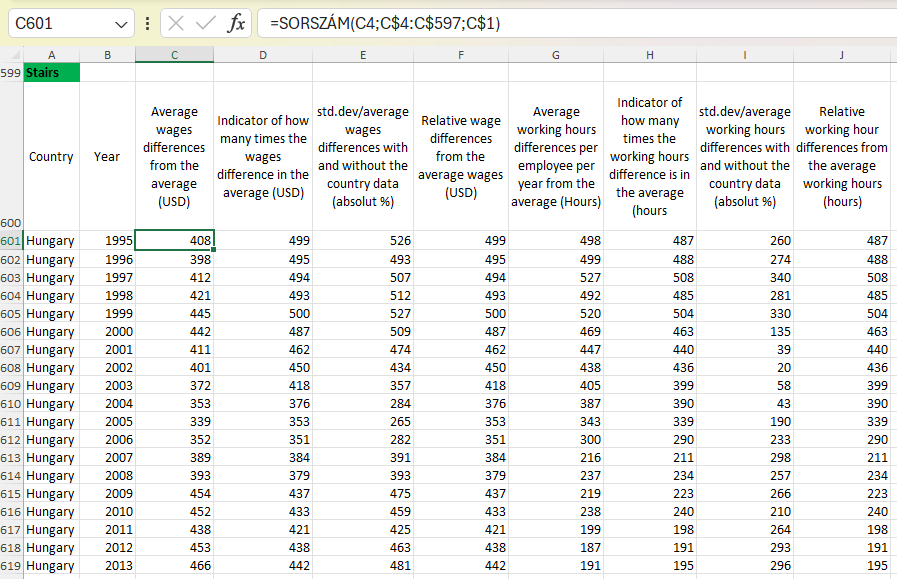 C601 fx =SORSZÁM(C4;C$4:C$597;C$1)
A B C D E F G H I J
599 Stairs
600 Country Year Average wages differences from the average (USD) Indicator of how many times the wages difference in the average (USD) std.dev/average wages differences with and without the country data (absolut %) Relative wage differences from the average wages (USD) Average working hours differences per employee per year from the average (Hours) Indicator of how many times the working hours difference is in the average (hours std.dev/average working hours differences with and without the country data (absolut %) Relative working hour differences from the average working hours (hours)
601 Hungary 1995 408 499 526 499 498 487 260 487
602 Hungary 1996 398 495 493 495 499 488 274 488
603 Hungary 1997 412 494 507 494 527 508 340 508
604 Hungary 1998 421 493 512 493 492 485 281 485
605 Hungary 1999 445 500 527 500 520 504 330 504
606 Hungary 2000 442 487 509 487 469 463 135 463
607 Hungary 2001 411 462 474 462 447 440 39 440
608 Hungary 2002 401 450 434 450 438 436 20 436
609 Hungary 2003 372 418 357 418 405 399 58 399
610 Hungary 2004 353 376 284 376 387 390 43 390
611 Hungary 2005 339 353 265 353 343 339 190 339
612 Hungary 2006 352 351 282 351 300 290 233 290
613 Hungary 2007 389 384 391 384 216 211 298 211
614 Hungary 2008 393 379 393 379 237 234 257 234
615 Hungary 2009 454 437 475 437 219 223 266 223
616 Hungary 2010 452 433 459 433 238 240 210 240
617 Hungary 2011 438 421 425 421 199 198 264 198
618 Hungary 2012 453 438 463 438 187 191 293 191
619 Hungary 2013 466 442 481 442 191 195 296 195